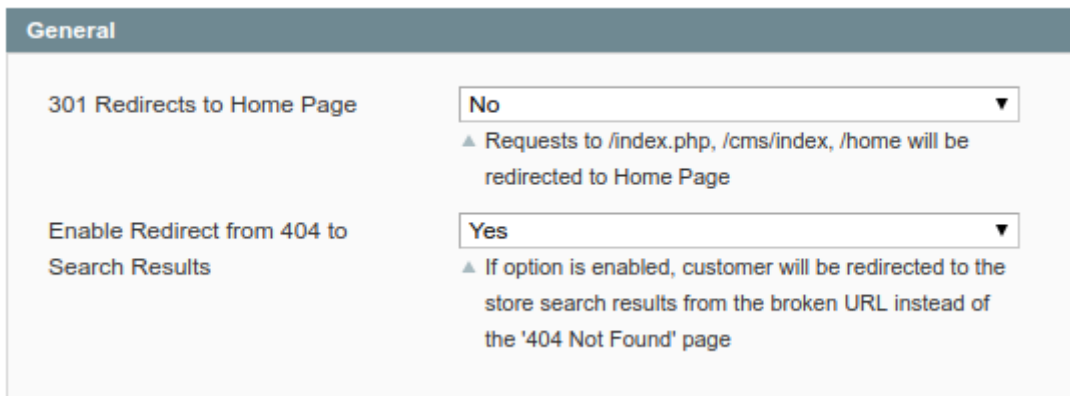 General
301 Redirects to Home Page
No
Requests to /index.php, /cms/index, /home will be
redirected to Home Page
Enable Redirect from 404 to
Search Results
Yes
If option is enabled, customer will be redirected to the
store search results from the broken URL instead of
the '404 Not Found' page